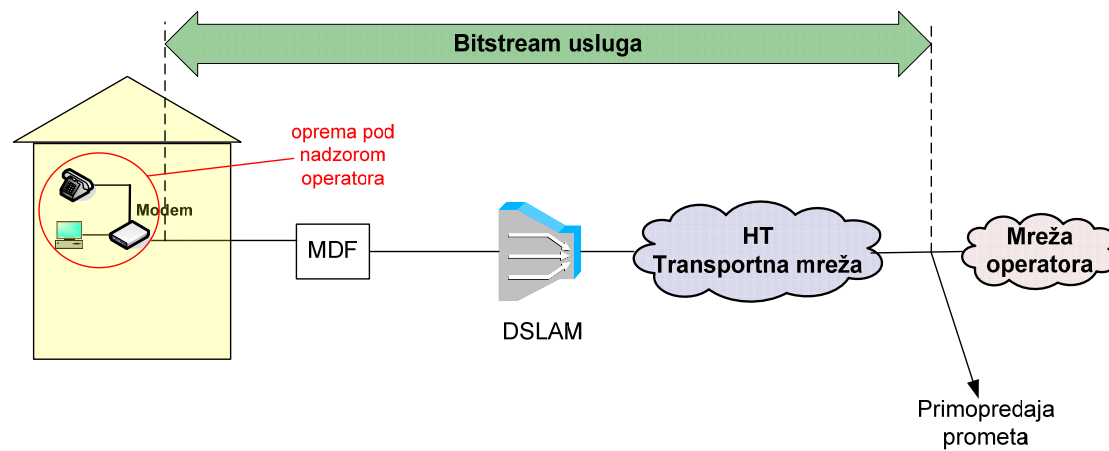 Bitstream usluga
oprema pod
nadzorom
operatora
Modem
MDF
DSLAM
HT
Transportna mreža
Mreža
operatora
Primopredaja
prometa